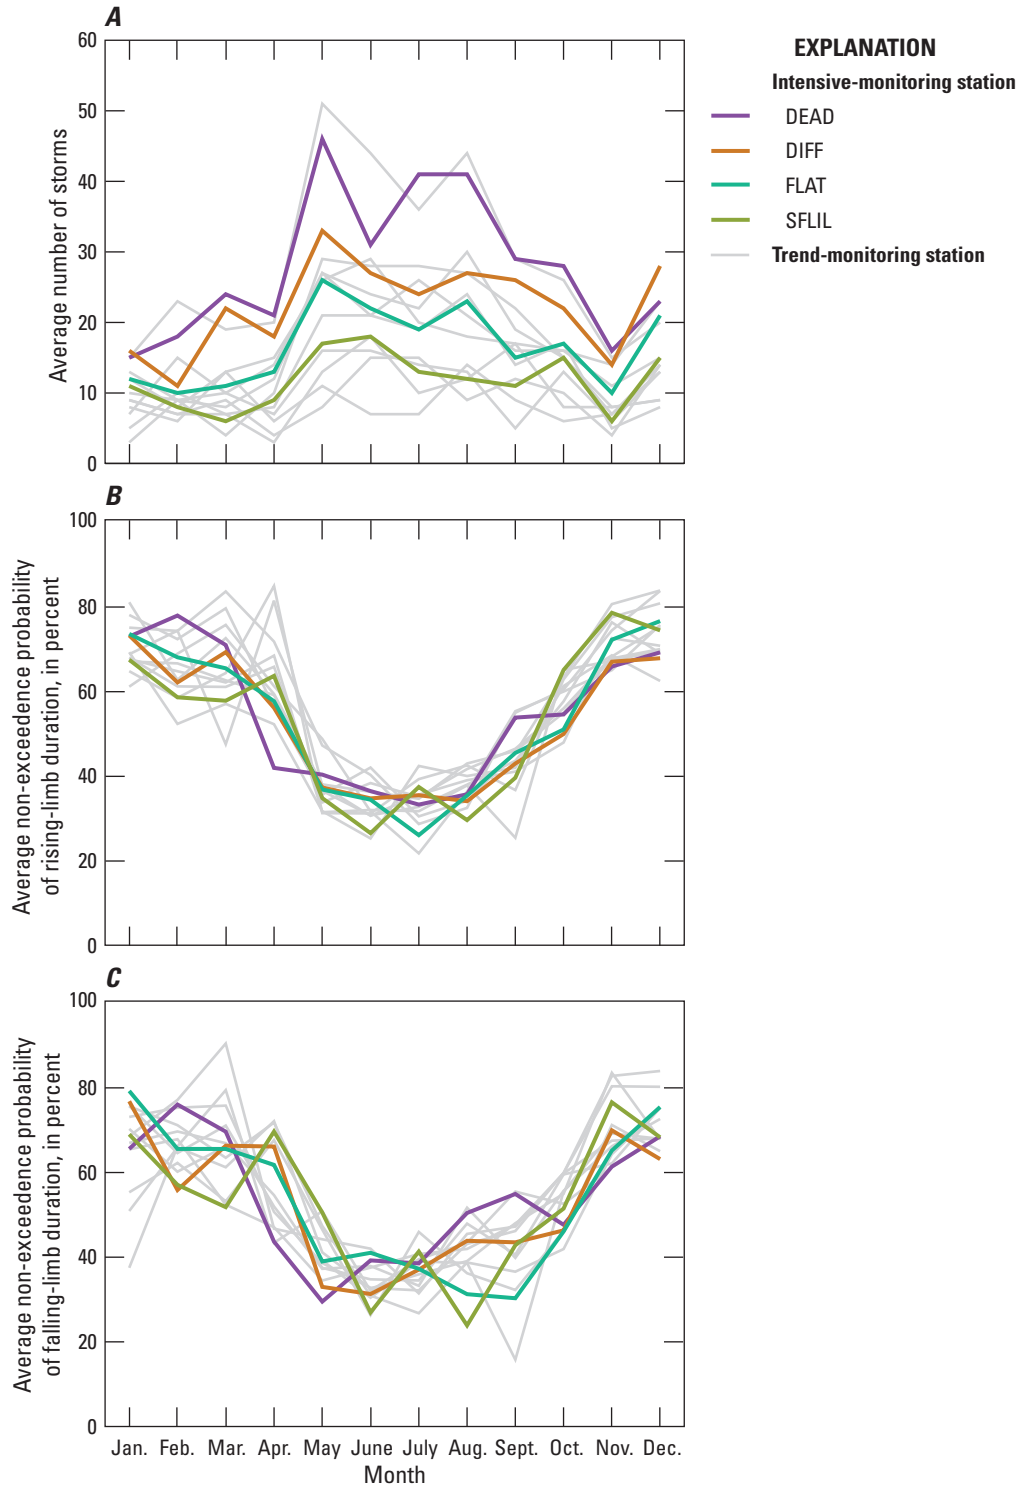 A
60
50
40
30
20
10
0
Average number of storms
EXPLANATION
Intensive-monitoring station
DEAD
DIFF
FLAT
SFLIL
Trend-monitoring station
B
100
80
60
40
20
0
Average non-exceedence probability
of rising-limb duration, in percent
C
100
80
60
40
20
0
Average non-exceedence probability
of falling-limb duration, in percent
Jan. Feb. Mar. Apr. May June July Aug. Sept. Oct. Nov. Dec.
Month